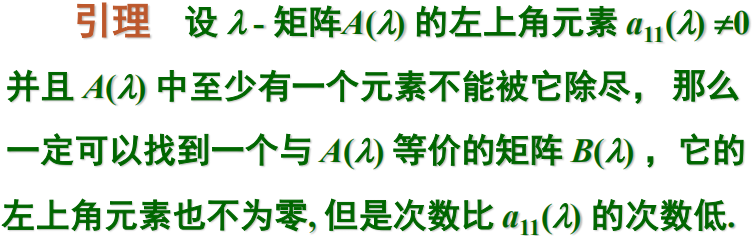 引理 设 λ - 矩阵A(λ) 的左上角元素 a₁₁(λ) ≠0
并且 A(λ) 中至少有一个元素不能被它除尽， 那么
一定可以找到一个与 A(λ) 等价的矩阵 B(λ) ，它的
左上角元素也不为零, 但是次数比 a₁₁(λ) 的次数低.